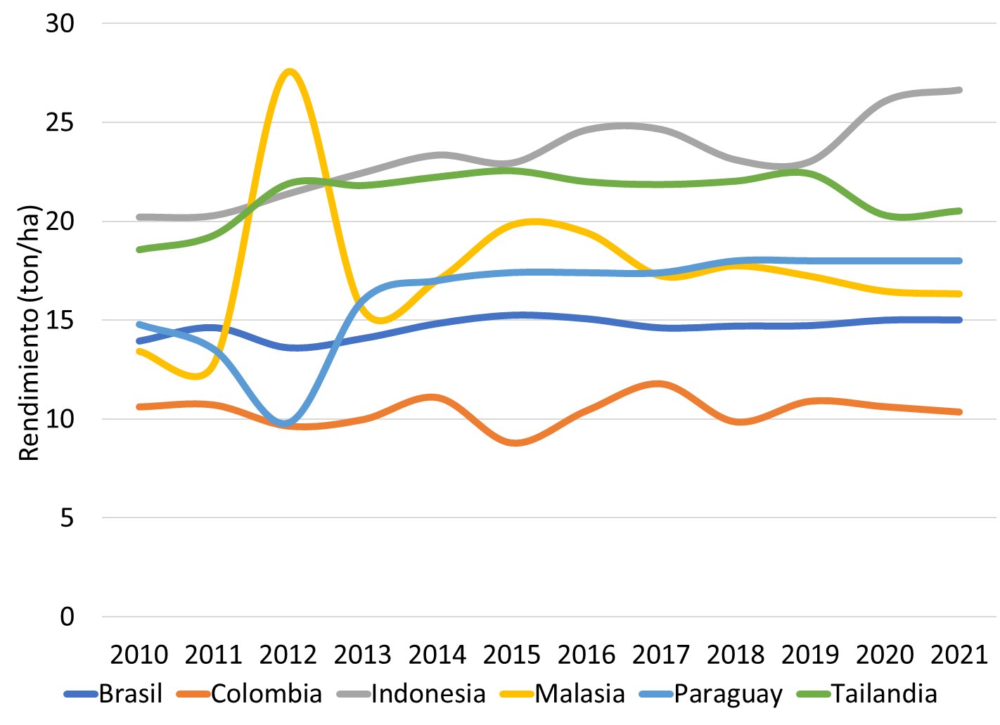 30
25
20
15
10
5
0
Rendimiento (ton/ha)
2010 2011 2012 2013 2014 2015 2016 2017 2018 2019 2020 2021
Brasil Colombia Indonesia Malasia Paraguay Tailandia